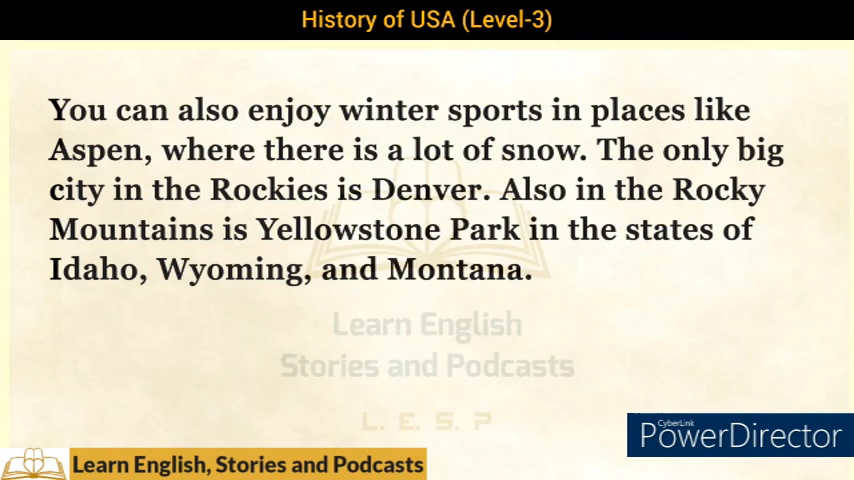 History of USA (Level-3)
You can also enjoy winter sports in places like
Aspen, where there is a lot of snow. The only big
city in the Rockies is Denver. Also in the Rocky
Mountains is Yellowstone Park in the states of
Idaho, Wyoming, and Montana.
Learn English
Stories and Podcasts
L. E. S. P
CyberLink
PowerDirector
Learn English, Stories and Podcasts